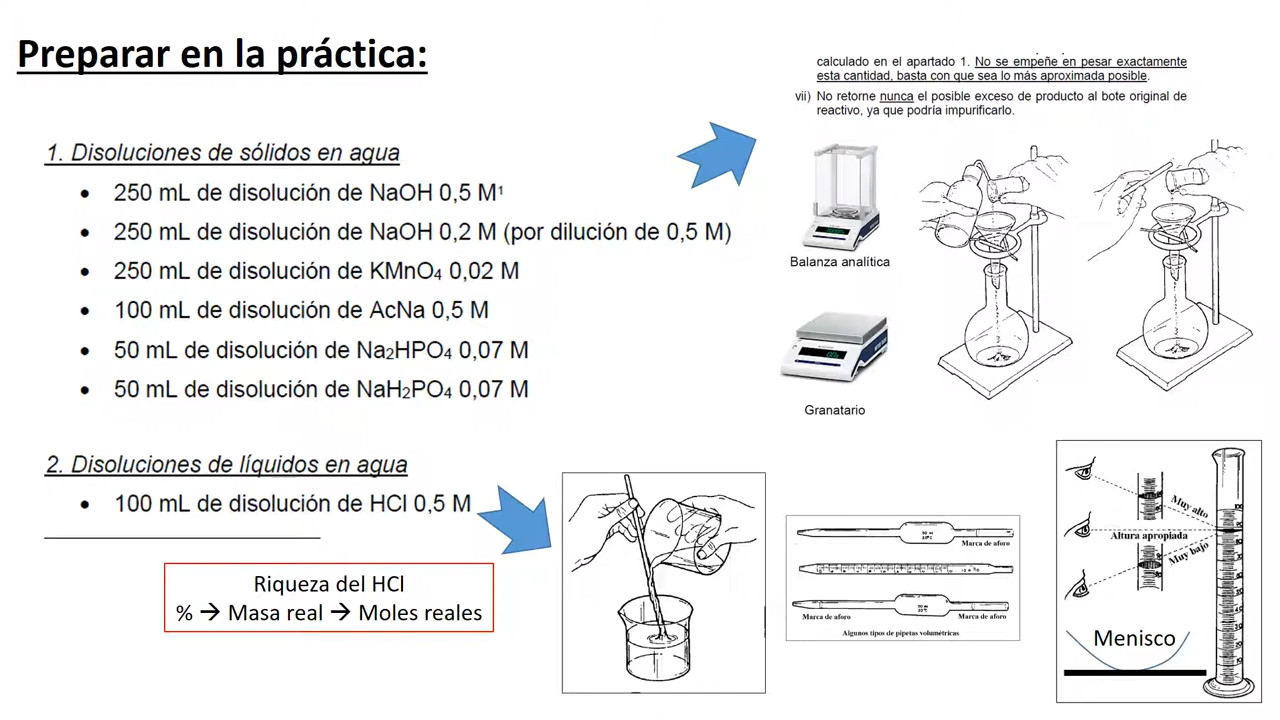 Preparar en la práctica:
1. Disoluciones de sólidos en agua
• 250 mL de disolución de NaOH 0,5 M¹
• 250 mL de disolución de NaOH 0,2 M (por dilución de 0,5 M)
• 250 mL de disolución de KMnO₄ 0,02 M
• 100 mL de disolución de AcNa 0,5 M
• 50 mL de disolución de Na₂HPO₄ 0,07 M
• 50 mL de disolución de NaH₂PO₄ 0,07 M
2. Disoluciones de líquidos en agua
• 100 mL de disolución de HCl 0,5 M
Riqueza del HCl
% → Masa real → Moles reales
calculado en el apartado 1. No se empeñe en pesar exactamente
esta cantidad, basta con que sea lo más aproximada posible.
vii) No retorne nunca el posible exceso de producto al bote original de
reactivo, ya que podría impurificarlo.
Balanza analítica
Granatario
Marca de aforo
Marca de aforo
Marca de aforo
Algunos tipos de pipetas volumétricas
Muy alto
Altura apropiada
Muy bajo
Menisco